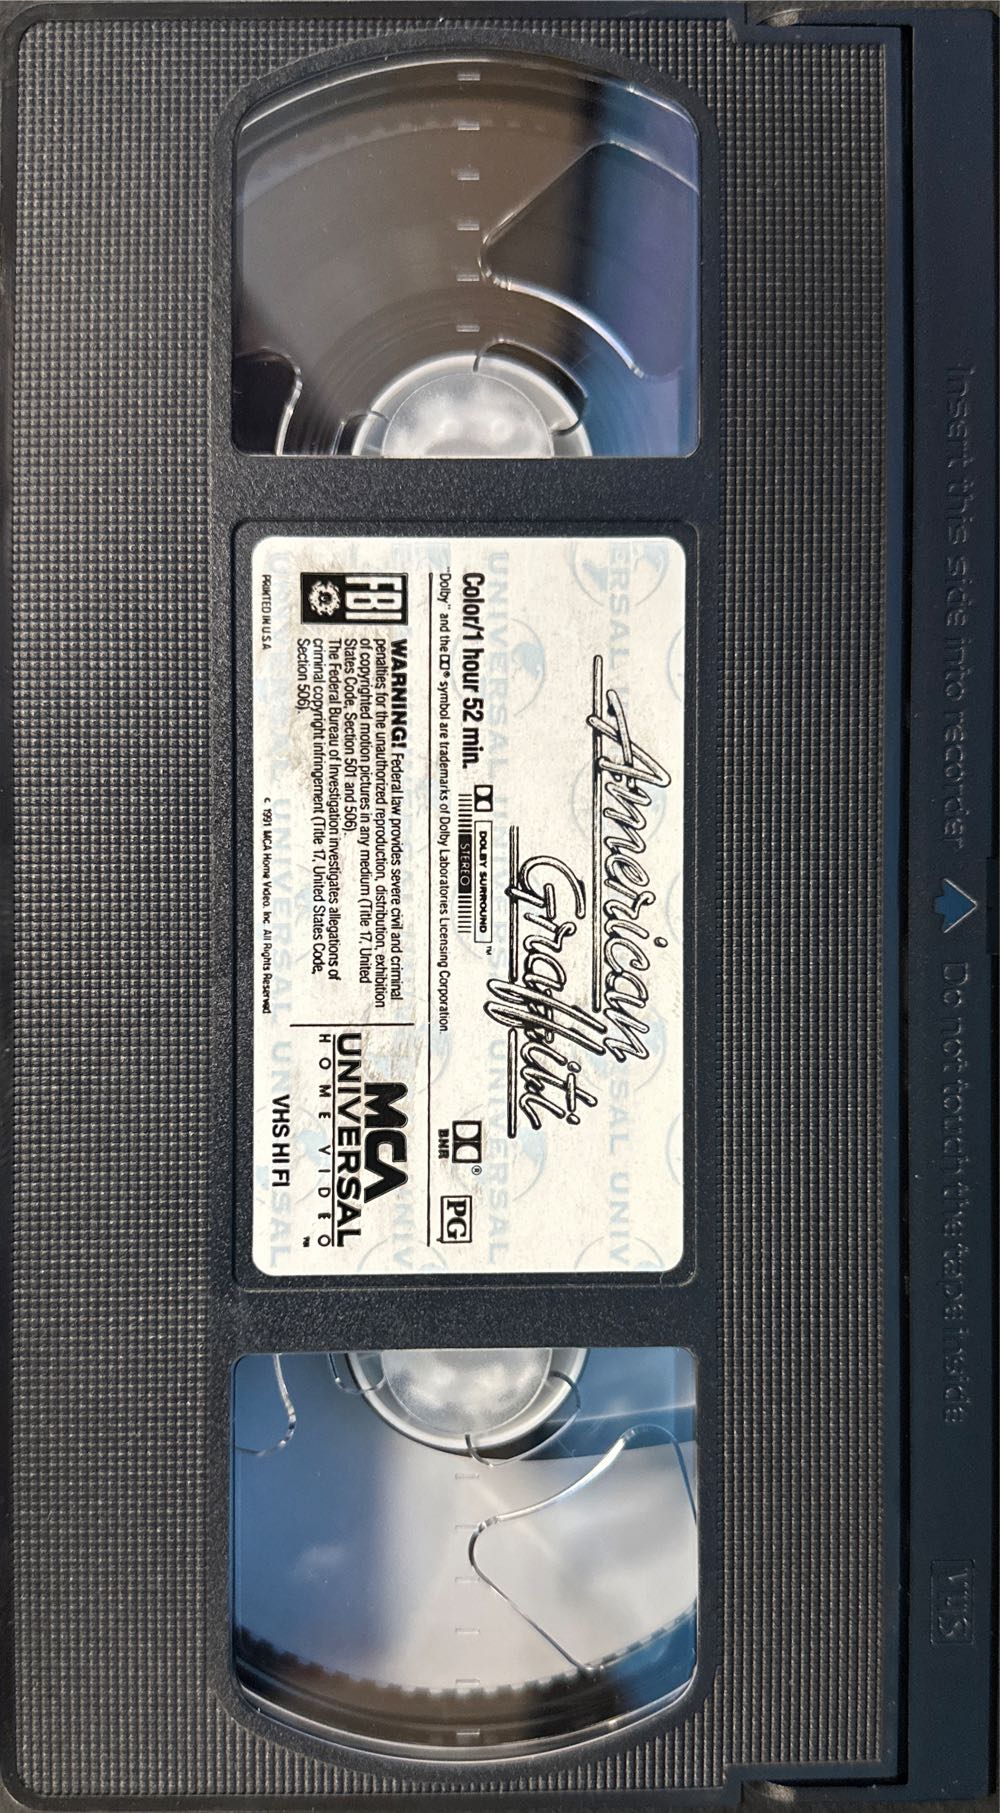 Insert this side into recorder
Do not touch the tape inside
VHS
American
Graffiti
Color/1 hour 52 min.
DOLBY SURROUND TM
STEREO
BNR
PG
"Dolby" and the ® symbol are trademarks of Dolby Laboratories Licensing Corporation.
FBI
WARNING! Federal law provides severe civil and criminal
penalties for the unauthorized reproduction, distribution, exhibition
of copyrighted motion pictures in any medium (Title 17, United
States Code, Section 501 and 506).
The Federal Bureau of Investigation investigates allegations of
criminal copyright infringement (Title 17, United States Code,
Section 506).
MCA
UNIVERSAL
HOME VIDEO
TM
PRINTED IN U.S.A.
c 1991 MCA Home Video, Inc. All Rights Reserved
VHS HI FI